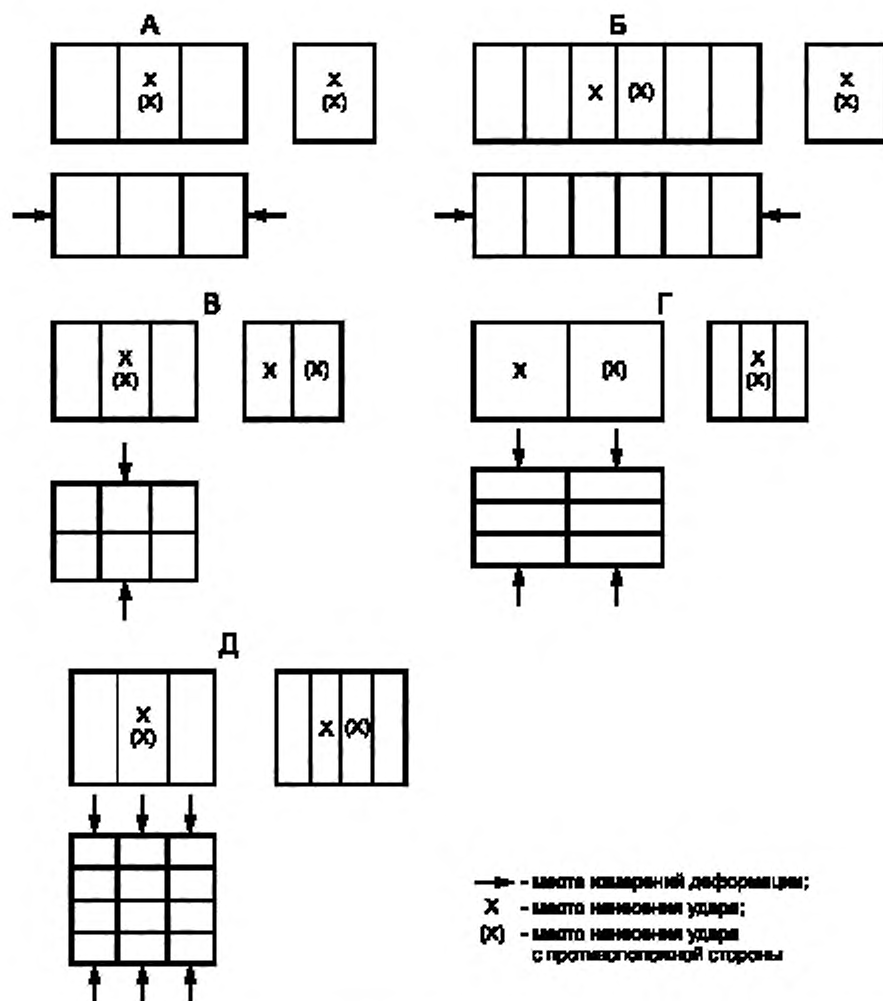 А
Б
X
(X)
X
(X)
X
(X)
X
(X)
В
Г
X
(X)
X
(X)
X
(X)
X
(X)
Д
X
(X)
X
(X)
- места измерений деформации;
X - место нанесения удара;
(X) - место нанесения удара
с противоположной стороны